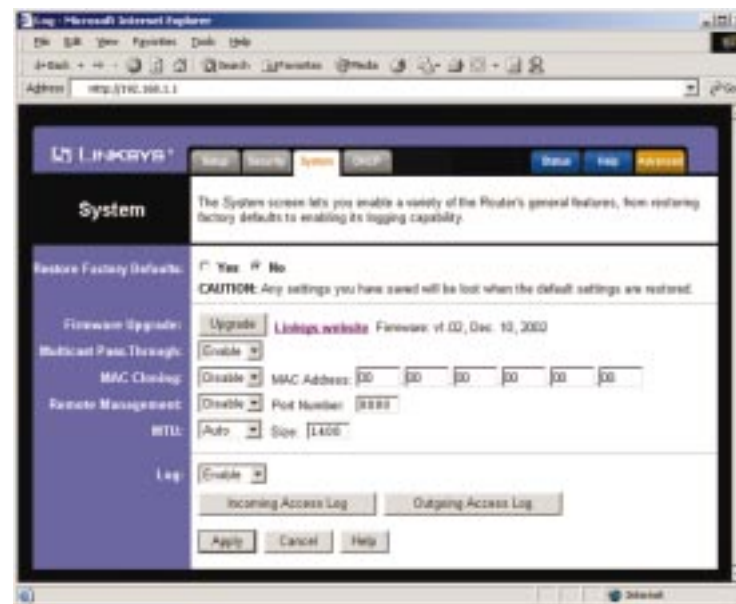 Log - Microsoft Internet Explorer
File Edit View Favorites Tools Help
Back Search Favorites Media
Address http://192.168.1.1 Go
LINKSYS
Setup Security System DHCP Status Help Advanced
System
The System screen lets you enable a variety of the Router's general features, from restoring
factory defaults to enabling its logging capability.
Restore Factory Defaults: Yes No
CAUTION: Any settings you have saved will be lost when the default settings are restored.
Firmware Upgrade: Upgrade Linksys website Firmware: v1.02, Dec. 10, 2002
Multicast Pass Through: Enable
MAC Cloning: Disable MAC Address: 00 00 00 00 00 00
Remote Management: Disable Port Number: 8080
MTU: Auto Size: 1400
Log: Enable
Incoming Access Log Outgoing Access Log
Apply Cancel Help
Internet